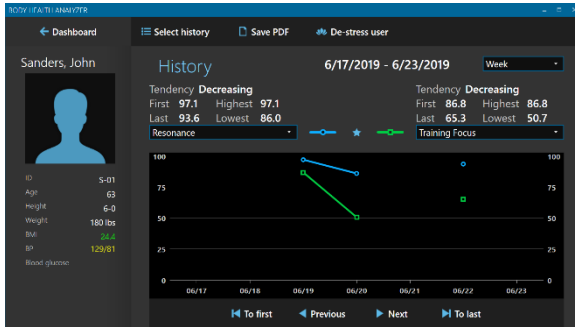 BODY HEALTH ANALYZER
Dashboard
Select history Save PDF De-stress user
Sanders, John
ID S-01
Age 63
Height 6-0
Weight 180 lbs
BMI 24.4
BP 129/81
Blood glucose
History 6/17/2019 - 6/23/2019 Week
Tendency Decreasing
First 97.1 Highest 97.1
Last 93.6 Lowest 86.0
Resonance
Tendency Decreasing
First 86.8 Highest 86.8
Last 65.3 Lowest 50.7
Training Focus
100 100
75 75
50 50
25 25
0 0
06/17 06/18 06/19 06/20 06/21 06/22 06/23
To first Previous Next To last